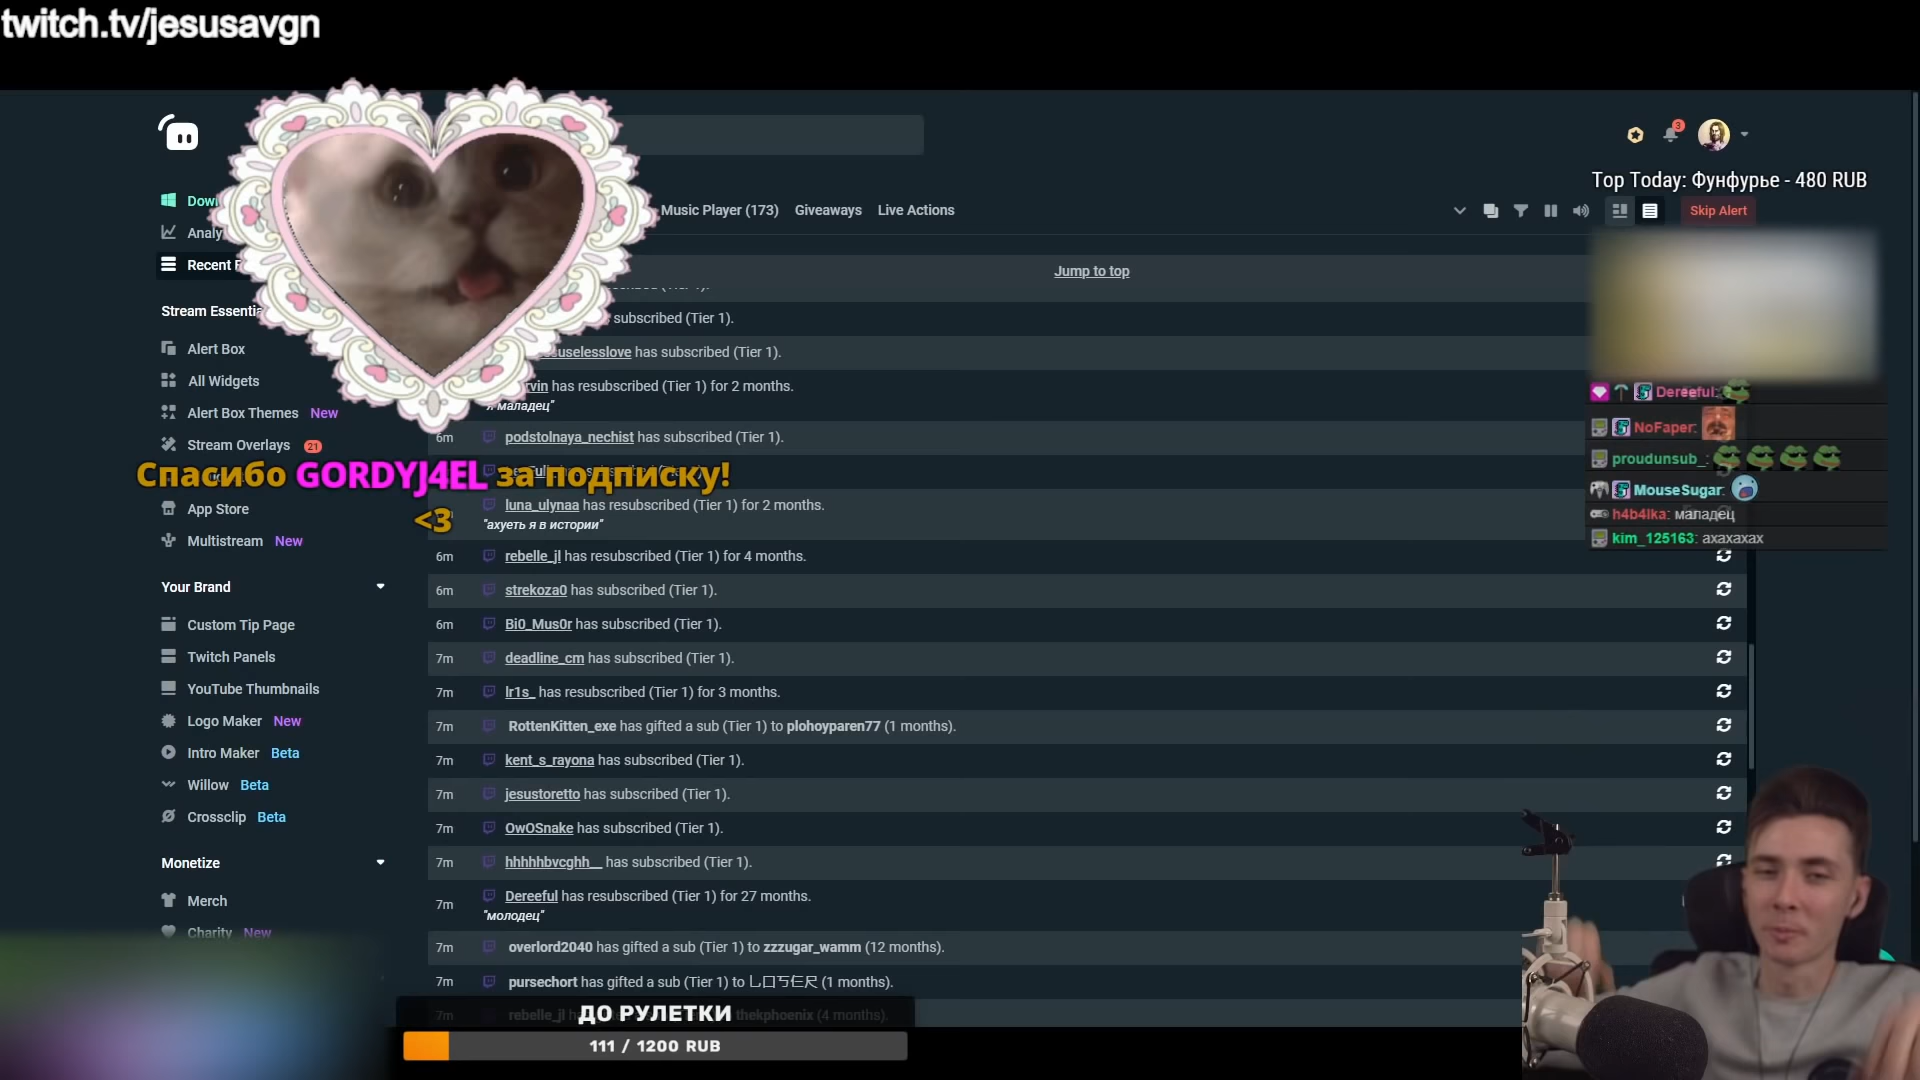 twitch.tv/jesusavgn
Top Today: Фунфурье - 480 RUB
Music Player (173)
Giveaways
Live Actions
Skip Alert
Jump to top
Recent
Stream Essentia
Alert Box
All Widgets
Alert Box Themes New
Stream Overlays 21
App Store
Multistream New
Your Brand
Custom Tip Page
Twitch Panels
YouTube Thumbnails
Logo Maker New
Intro Maker Beta
Willow Beta
Crossclip Beta
Monetize
Merch
Charity New
Спасибо GORDYJ4EL за подписку!
<3
subscribed (Tier 1).
suselesslove has subscribed (Tier 1).
rvin has resubscribed (Tier 1) for 2 months.
"я маладец"
6m podstolnaya_nechist has subscribed (Tier 1).
luna_ulynaa has resubscribed (Tier 1) for 2 months.
"ахуеть я в истории"
6m rebelle_jl has resubscribed (Tier 1) for 4 months.
6m strekoza0 has subscribed (Tier 1).
6m Bi0_Mus0r has subscribed (Tier 1).
7m deadline_cm has subscribed (Tier 1).
7m lr1s_ has resubscribed (Tier 1) for 3 months.
7m RottenKitten_exe has gifted a sub (Tier 1) to plohoyparen77 (1 months).
7m kent_s_rayona has subscribed (Tier 1).
7m jesustoretto has subscribed (Tier 1).
7m OwOSnake has subscribed (Tier 1).
7m hhhhhbvcghh__ has subscribed (Tier 1).
7m Dereeful has resubscribed (Tier 1) for 27 months.
"молодец"
7m overlord2040 has gifted a sub (Tier 1) to zzzugar_wamm (12 months).
7m pursechort has gifted a sub (Tier 1) to (1 months).
7m rebelle_jl thekphoenix (4 months).
ДО РУЛЕТКИ
111 / 1200 RUB
Dereeful:
NoFaper:
proudunsub_:
MouseSugar:
h4b4lka: маладец
kim_125163: ахахахах
3